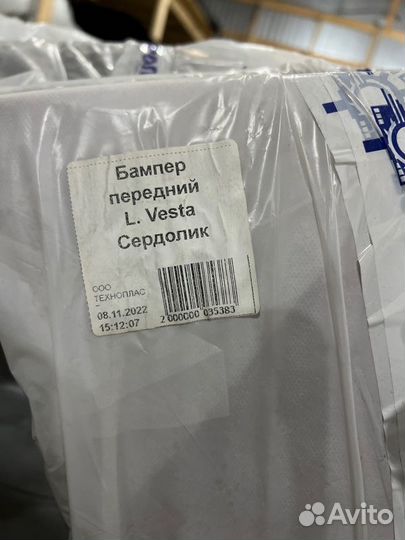 Бампер
передний
L. Vesta
Сердолик
ООО
ТЕХНОПЛАС
08.11.2022
15:12:07
2 000000 035383
Avito